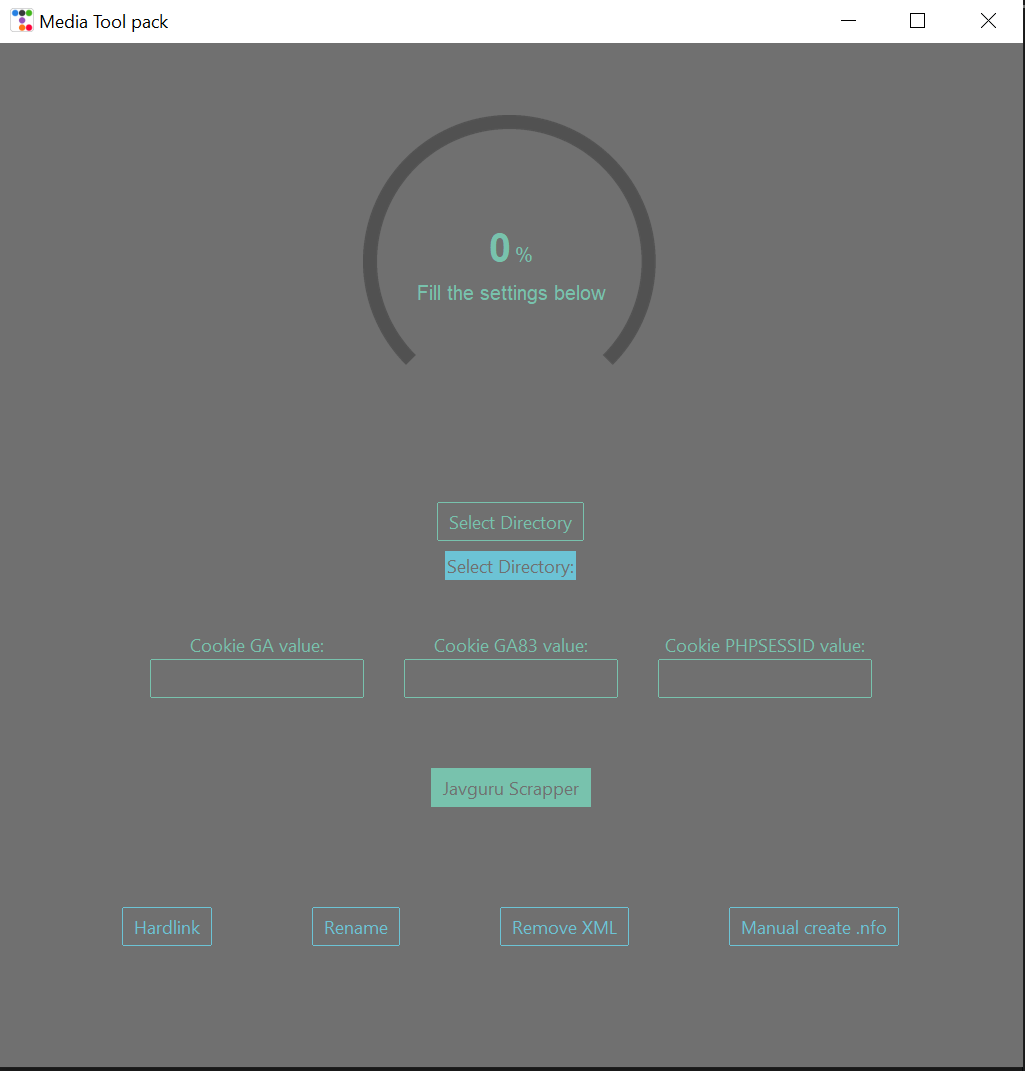 Media Tool pack
0 %
Fill the settings below
Select Directory
Select Directory:
Cookie GA value: Cookie GA83 value: Cookie PHPSESSID value:
Javguru Scrapper
Hardlink Rename Remove XML Manual create .nfo